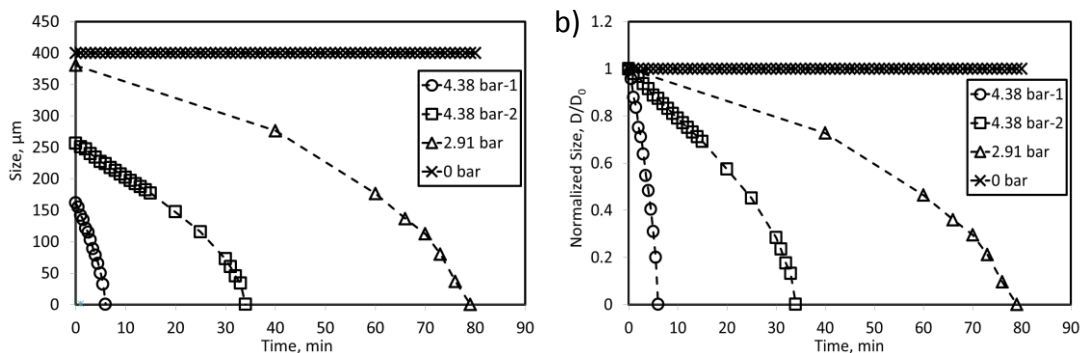 b)
450
400
350
300
250
200
150
100
50
0
Size, µm
0 10 20 30 40 50 60 70 80 90
Time, min
4.38 bar-1
4.38 bar-2
2.91 bar
0 bar
1.2
1
0.8
0.6
0.4
0.2
0
Normalized Size, D/D₀
0 10 20 30 40 50 60 70 80 90
Time, min
4.38 bar-1
4.38 bar-2
2.91 bar
0 bar